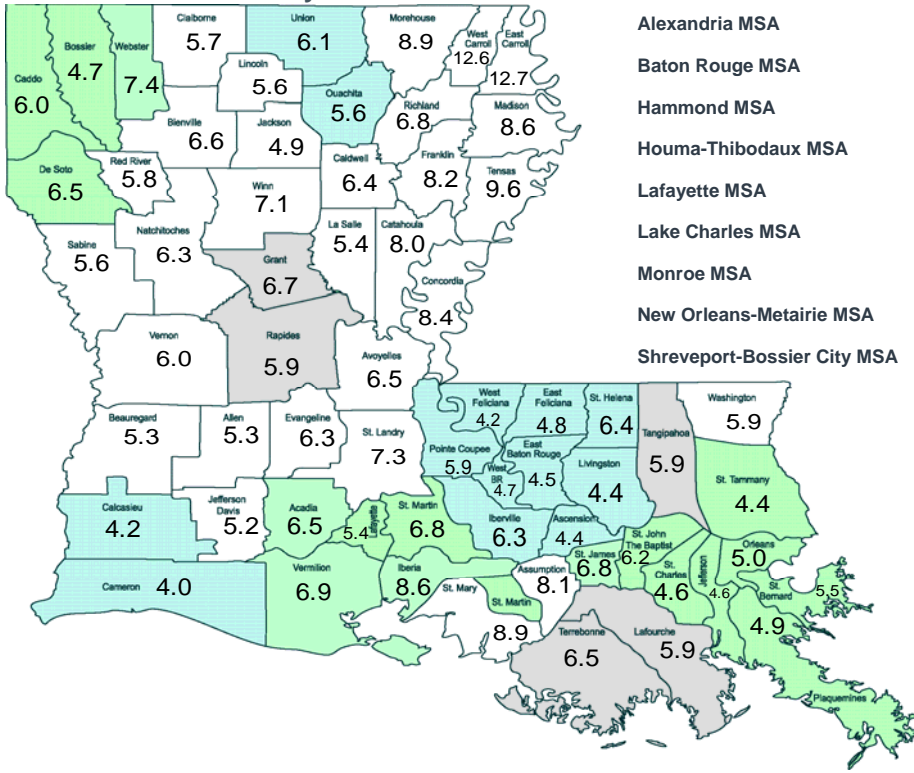 Claiborne
5.7
Union
6.1
Morehouse
8.9
West
Carroll
12.6
East
Carroll
12.7
Caddo
6.0
Bossier
4.7
Webster
7.4
Lincoln
5.6
Ouachita
5.6
Richland
6.8
Madison
8.6
Bienville
6.6
Jackson
4.9
De Soto
6.5
Red River
5.8
Caldwell
6.4
Franklin
8.2
Tensas
9.6
Winn
7.1
Natchitoches
6.3
Sabine
5.6
La Salle
5.4
Catahoula
8.0
Grant
6.7
Concordia
8.4
Vernon
6.0
Rapides
5.9
Avoyelles
6.5
Beauregard
5.3
Allen
5.3
Evangeline
6.3
St. Landry
7.3
West
Feliciana
4.2
East
Feliciana
4.8
St. Helena
6.4
Tangipahoa
5.9
Washington
5.9
Pointe Coupee
5.9
West
BR
4.7
East
Baton Rouge
4.5
Livingston
4.4
St. Tammany
4.4
Calcasieu
4.2
Jefferson
Davis
5.2
Acadia
6.5
Lafayette
5.4
St. Martin
6.8
Iberville
6.3
Ascension
4.4
St. James
6.8
St. John
The Baptist
6.2
St.
Charles
4.6
Jefferson
4.6
Orleans
5.0
St.
Bernard
5.5
Cameron
4.0
Vermilion
6.9
Iberia
8.6
St. Mary
8.9
St. Martin
Assumption
8.1
Terrebonne
6.5
Lafourche
5.9
4.9
Plaquemines
Alexandria MSA
Baton Rouge MSA
Hammond MSA
Houma-Thibodaux MSA
Lafayette MSA
Lake Charles MSA
Monroe MSA
New Orleans-Metairie MSA
Shreveport-Bossier City MSA